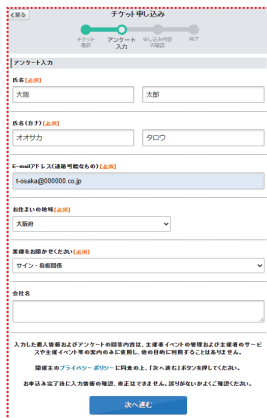 く戻る
チケット申し込み
チケット選択
アンケート入力
申し込み内容の確認
完了
アンケート入力
氏名【必須】
大阪 太郎
氏名(カナ)【必須】
オオサカ タロウ
E-mailアドレス(連絡可能なもの)【必須】
t-osaka@000000.co.jp
お住まいの地域【必須】
大阪府
業種をお聞かせください【必須】
サイン・看板関係
会社名
入力した個人情報およびアンケートの回答内容は、主催者イベントの管理および主催者のサービ
スや主催イベント等の案内のみに使用し、他の目的に利用することはありません。
開催主のプライバシーポリシーに同意の上、「次へ進む」ボタンを押してください。
お申込み完了後に入力情報の確認、修正はできません。誤りがないかよくご確認ください。
次へ進む